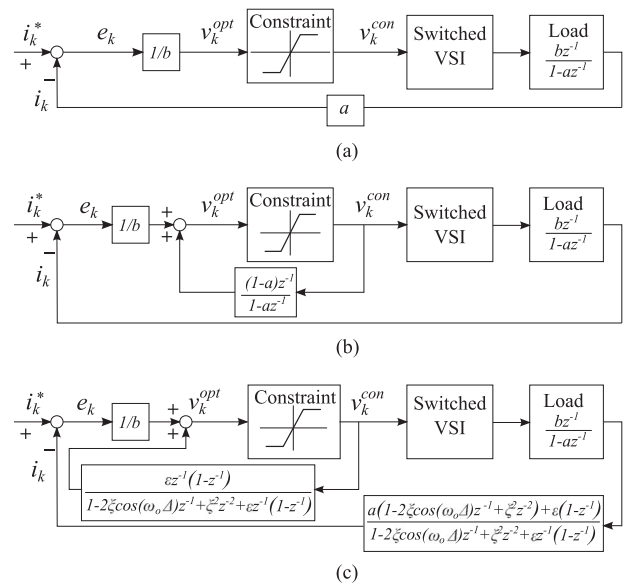 i_k^* e_k 1/b v_k^{opt} Constraint v_k^{con} Switched VSI Load
bz^{-1}
1-az^{-1}
+ − i_k a
(a)
i_k^* e_k 1/b + + v_k^{opt} Constraint v_k^{con} Switched VSI Load
bz^{-1}
1-az^{-1}
+ − i_k
(1-a)z^{-1}
1-az^{-1}
(b)
i_k^* e_k 1/b + + v_k^{opt} Constraint v_k^{con} Switched VSI Load
bz^{-1}
1-az^{-1}
+ − i_k
εz^{-1}(1-z^{-1})
1-2ξcos(ω_oΔ)z^{-1}+ξ^2z^{-2}+εz^{-1}(1-z^{-1})
a(1-2ξcos(ω_oΔ)z^{-1}+ξ^2z^{-2})+ε(1-z^{-1})
1-2ξcos(ω_oΔ)z^{-1}+ξ^2z^{-2}+εz^{-1}(1-z^{-1})
(c)